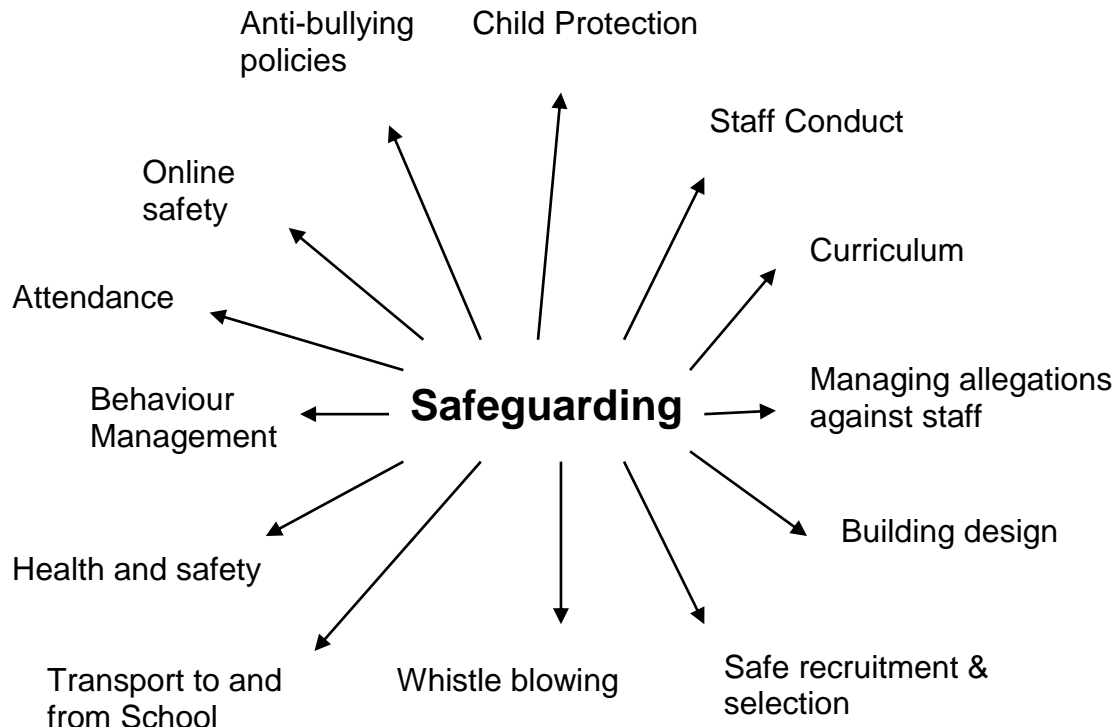 Anti-bullying
policies
Child Protection
Staff Conduct
Online
safety
Curriculum
Attendance
Managing allegations
against staff
Behaviour
Management
Safeguarding
Building design
Health and safety
Transport to and
from School
Whistle blowing
Safe recruitment &
selection